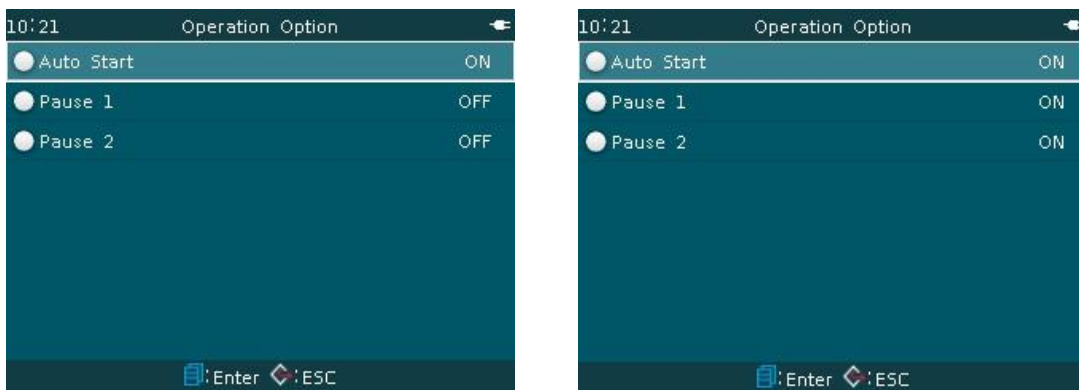 10:21 Operation Option
Auto Start ON
Pause 1 OFF
Pause 2 OFF
:Enter :ESC
10:21 Operation Option
Auto Start ON
Pause 1 ON
Pause 2 ON
:Enter :ESC